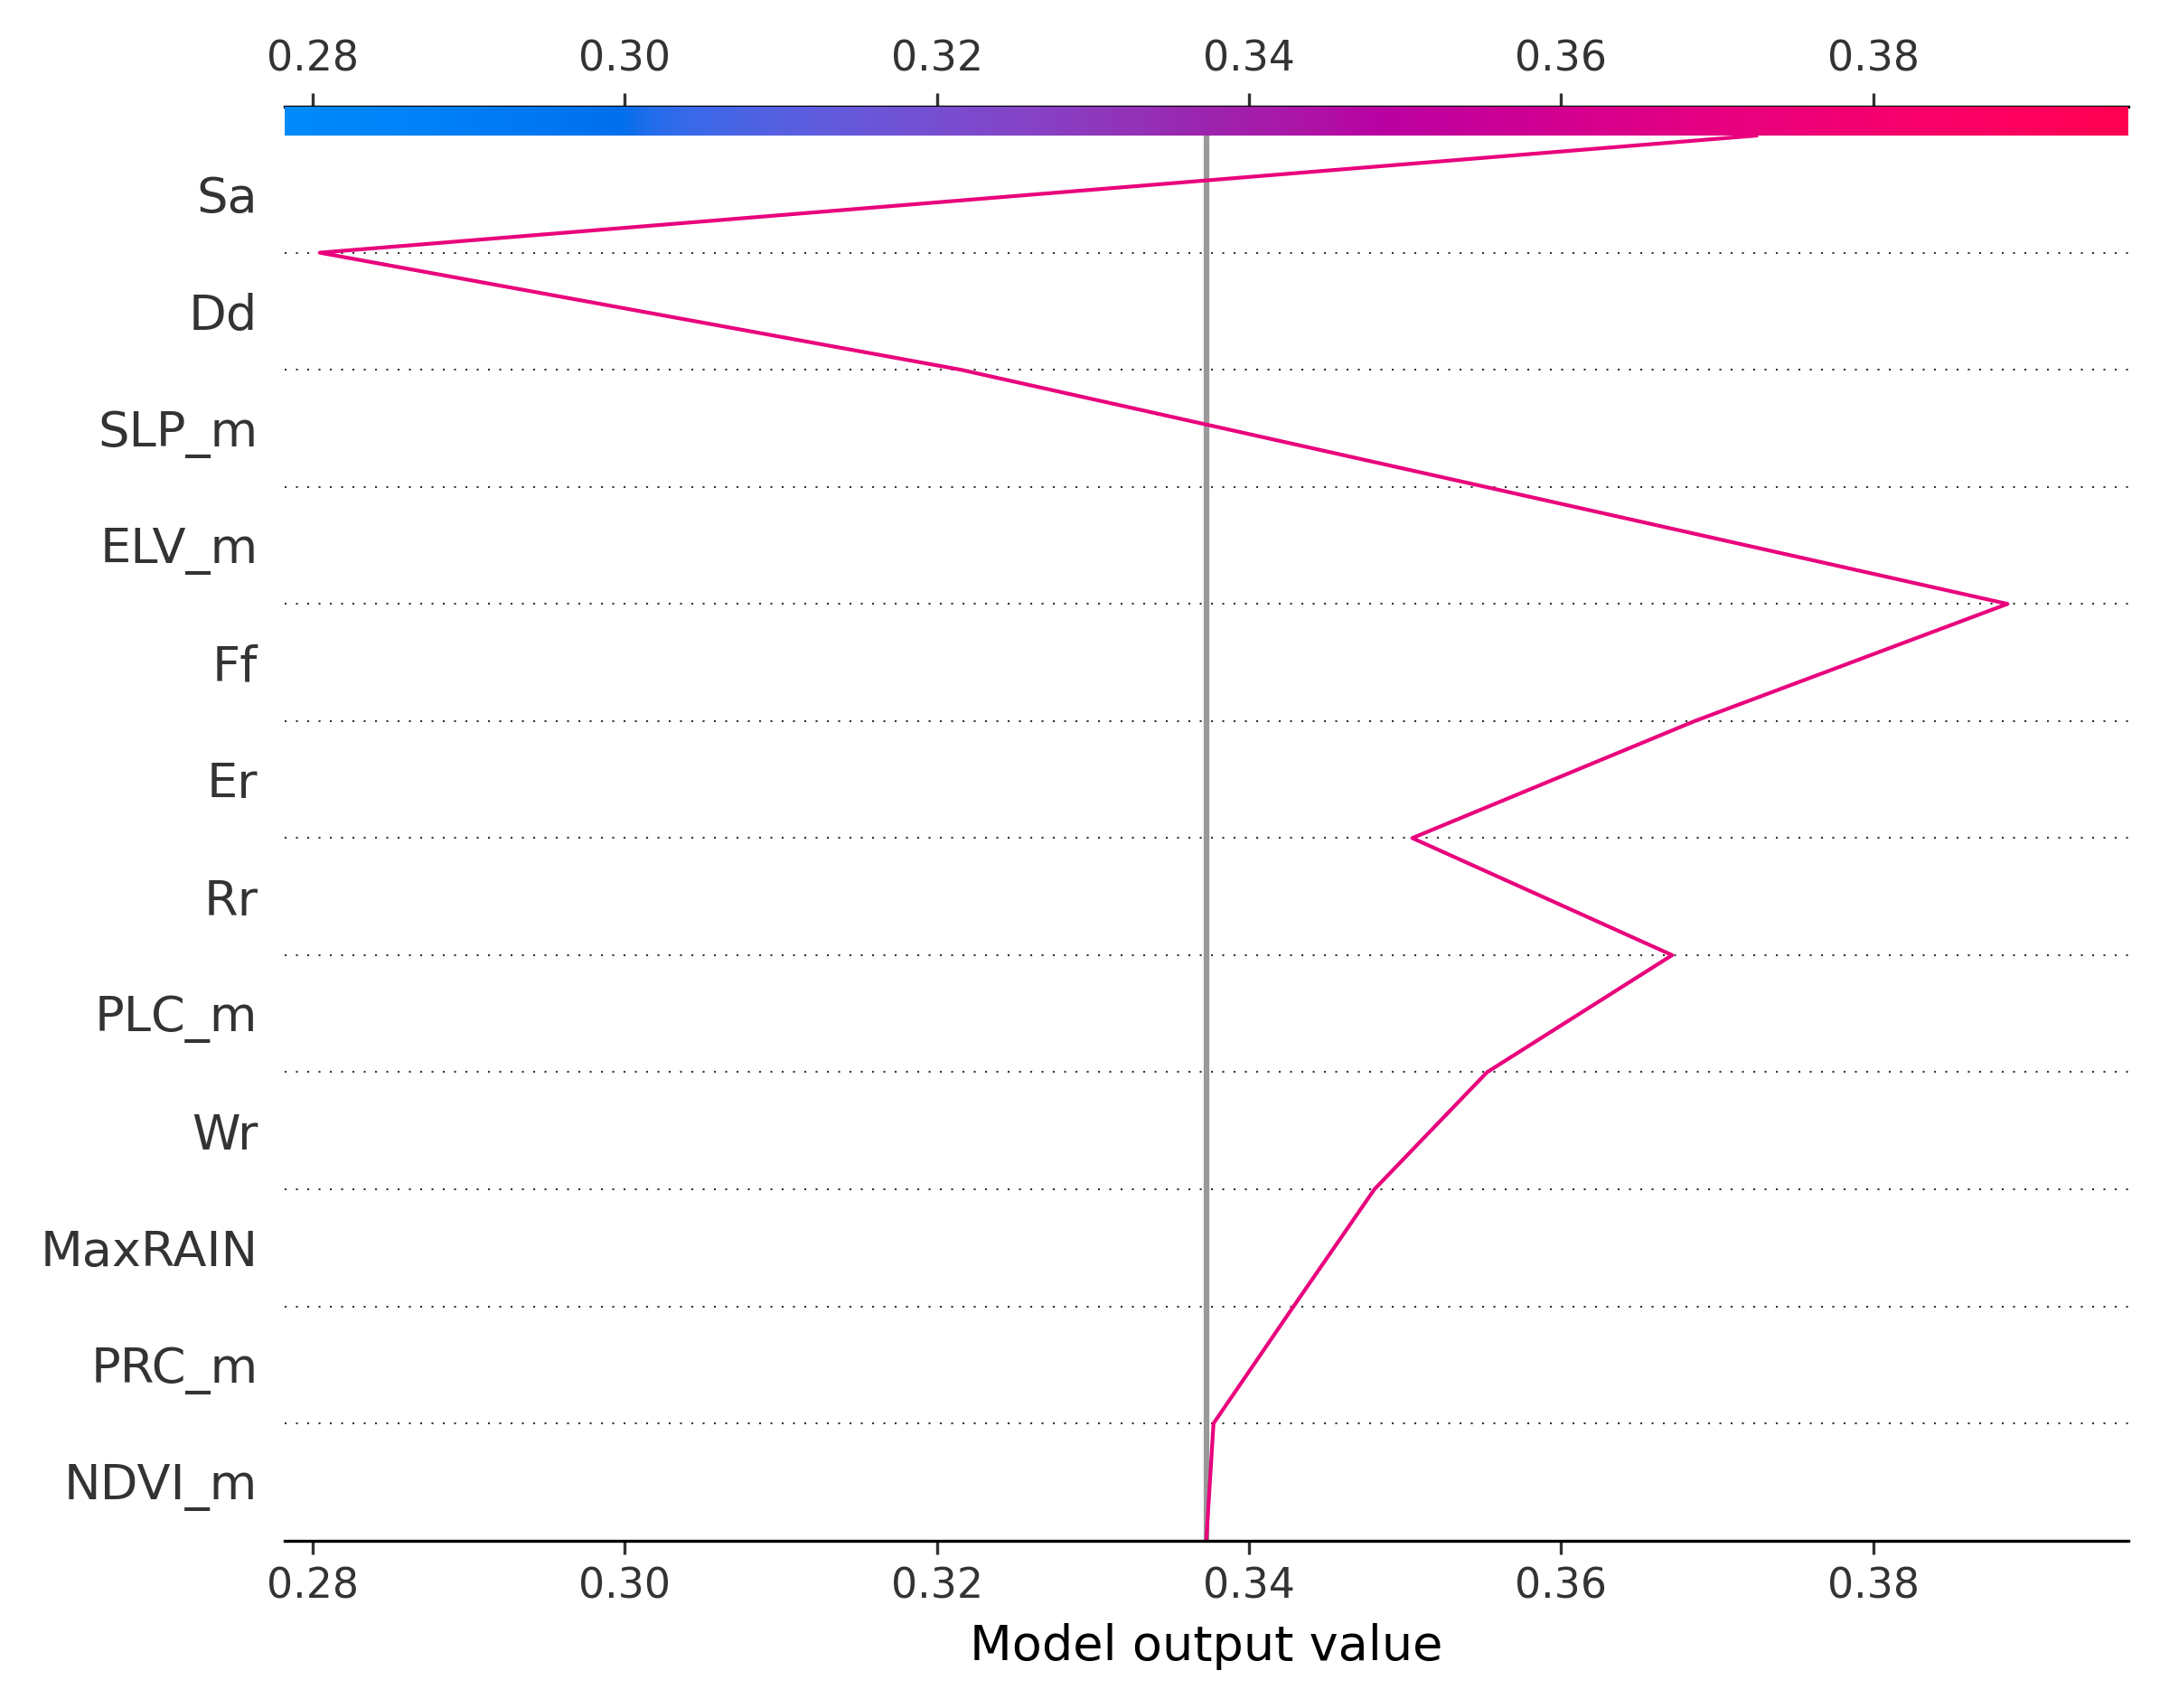 0.28 0.30 0.32 0.34 0.36 0.38
Sa
Dd
SLP_m
ELV_m
Ff
Er
Rr
PLC_m
Wr
MaxRAIN
PRC_m
NDVI_m
0.28 0.30 0.32 0.34 0.36 0.38
Model output value